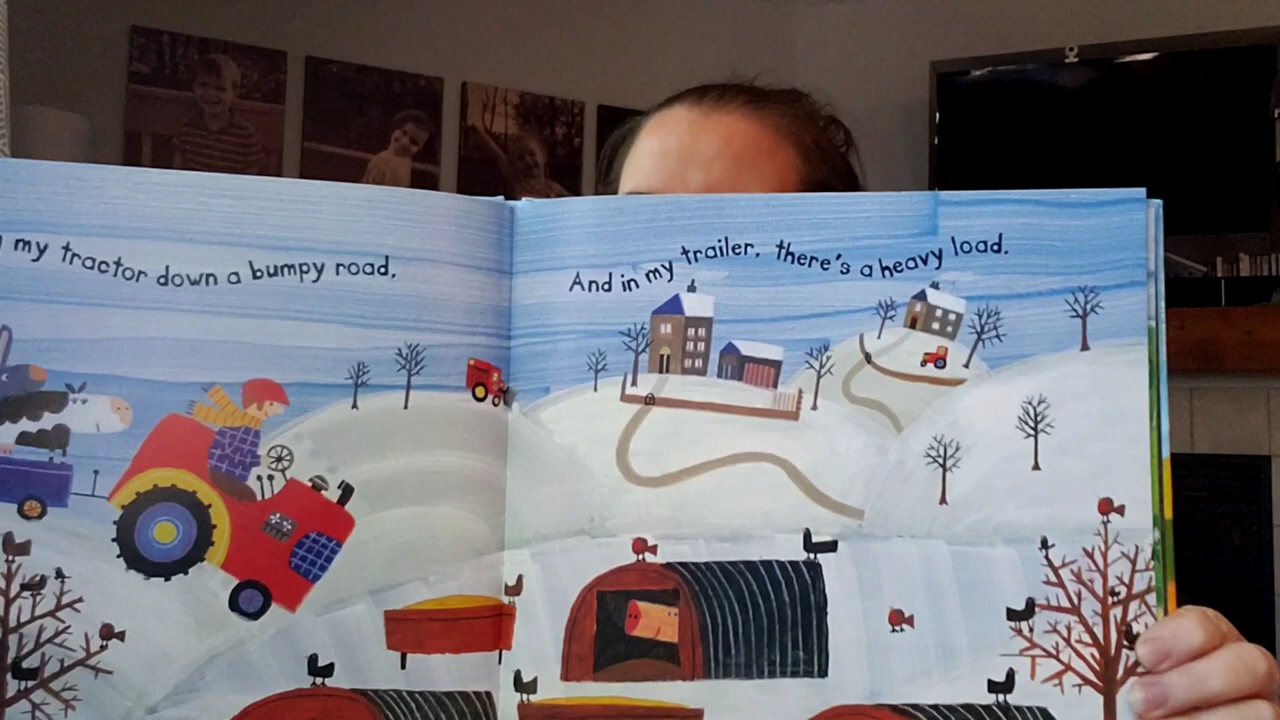 my tractor down a bumpy road,
And in my trailer, there's a heavy load.